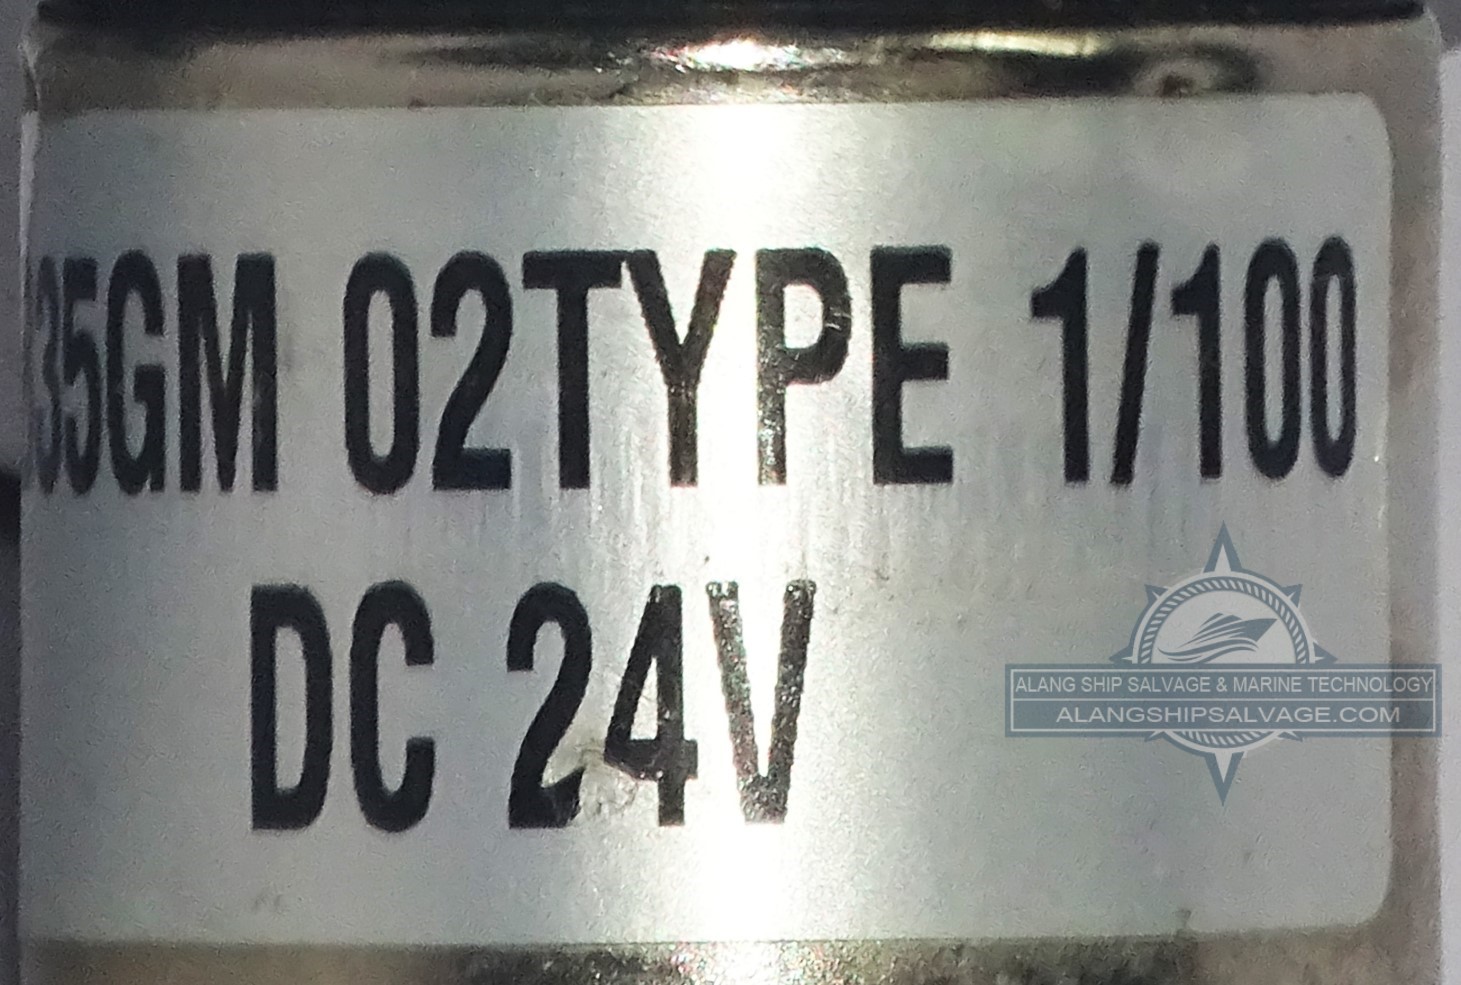 35GM 02TYPE 1/100
DC 24V
ALANG SHIP SALVAGE & MARINE TECHNOLOGY
ALANGSHIPSALVAGE.COM